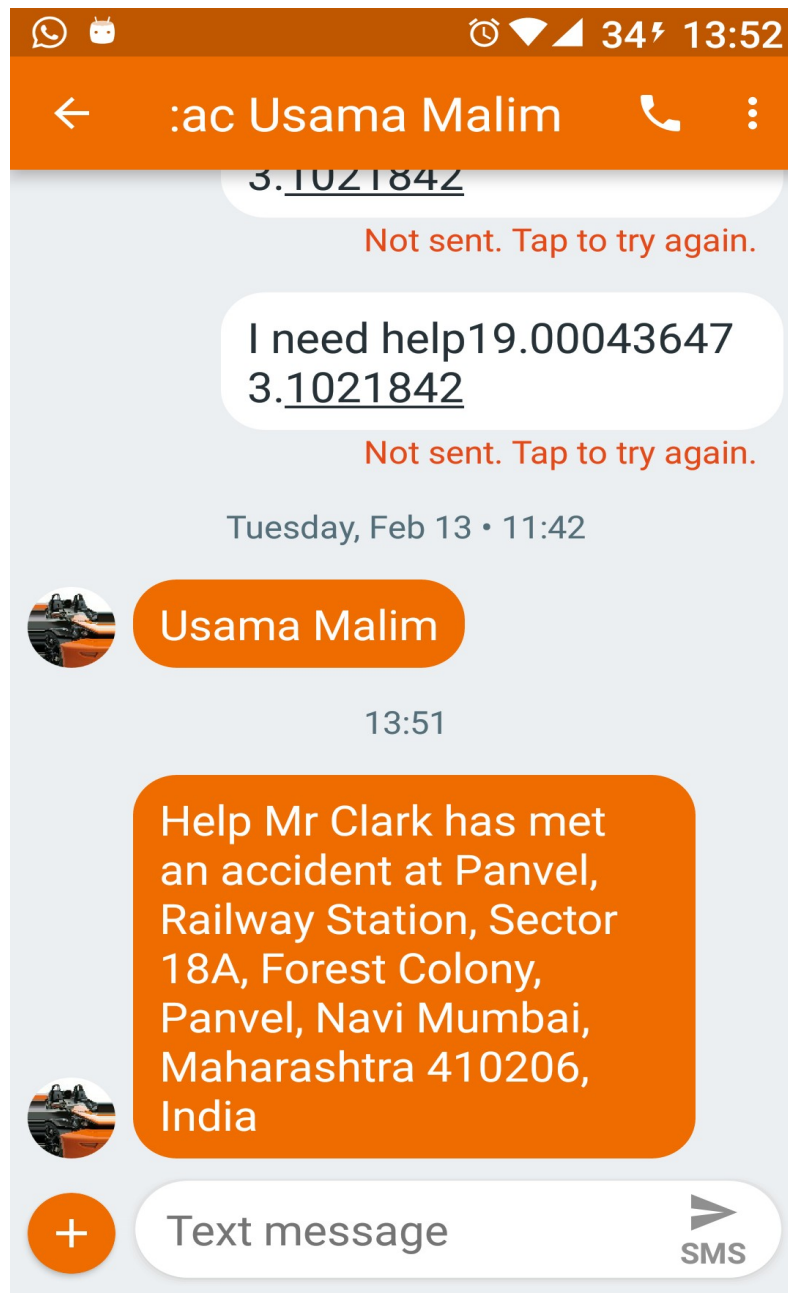 34 13:52
:ac Usama Malim
3.1021842
Not sent. Tap to try again.
I need help19.00043647
3.1021842
Not sent. Tap to try again.
Tuesday, Feb 13 • 11:42
Usama Malim
13:51
Help Mr Clark has met
an accident at Panvel,
Railway Station, Sector
18A, Forest Colony,
Panvel, Navi Mumbai,
Maharashtra 410206,
India
Text message
SMS